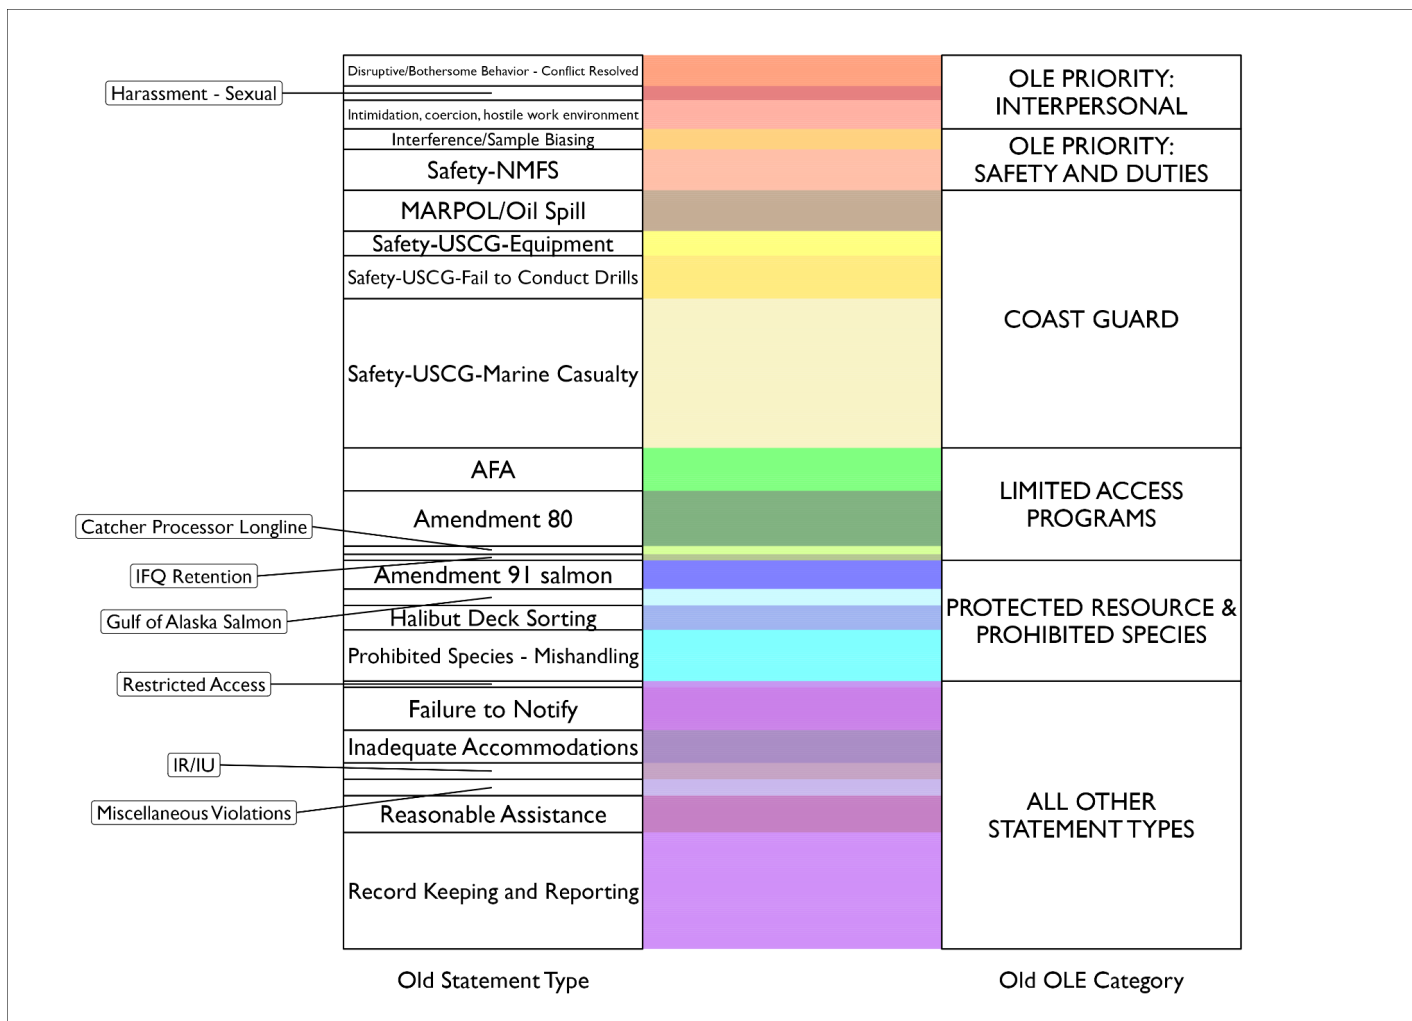 Disruptive/Bothersome Behavior - Conflict Resolved
Harassment - Sexual
Intimidation, coercion, hostile work environment
Interference/Sample Biasing
Safety-NMFS
MARPOL/Oil Spill
Safety-USCG-Equipment
Safety-USCG-Fail to Conduct Drills
Safety-USCG-Marine Casualty
AFA
Amendment 80
Catcher Processor Longline
IFQ Retention
Amendment 91 salmon
Gulf of Alaska Salmon
Halibut Deck Sorting
Prohibited Species - Mishandling
Restricted Access
Failure to Notify
Inadequate Accommodations
IR/IU
Miscellaneous Violations
Reasonable Assistance
Record Keeping and Reporting
Old Statement Type
OLE PRIORITY:
INTERPERSONAL
OLE PRIORITY:
SAFETY AND DUTIES
COAST GUARD
LIMITED ACCESS
PROGRAMS
PROTECTED RESOURCE &
PROHIBITED SPECIES
ALL OTHER
STATEMENT TYPES
Old OLE Category